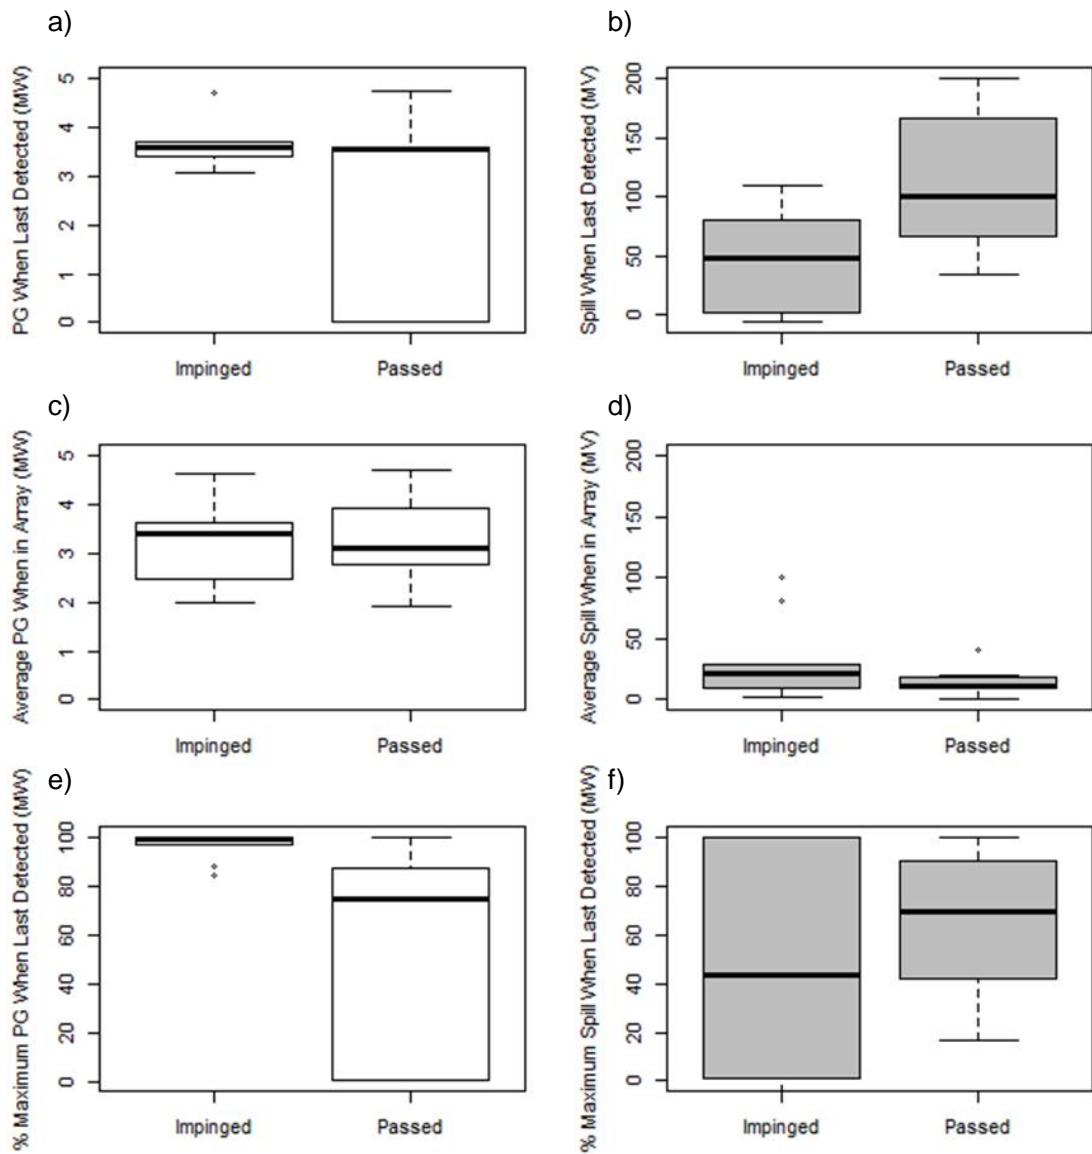 a)
PG When Last Detected (MW)
5
4
3
2
1
0
Impinged
Passed
b)
Spill When Last Detected (MV)
200
150
100
50
0
Impinged
Passed
c)
Average PG When in Array (MW)
5
4
3
2
1
0
Impinged
Passed
d)
Average Spill When in Array (MV)
200
150
100
50
0
Impinged
Passed
e)
% Maximum PG When Last Detected (MW)
100
80
60
40
20
0
Impinged
Passed
f)
% Maximum Spill When Last Detected (MW)
100
80
60
40
20
0
Impinged
Passed